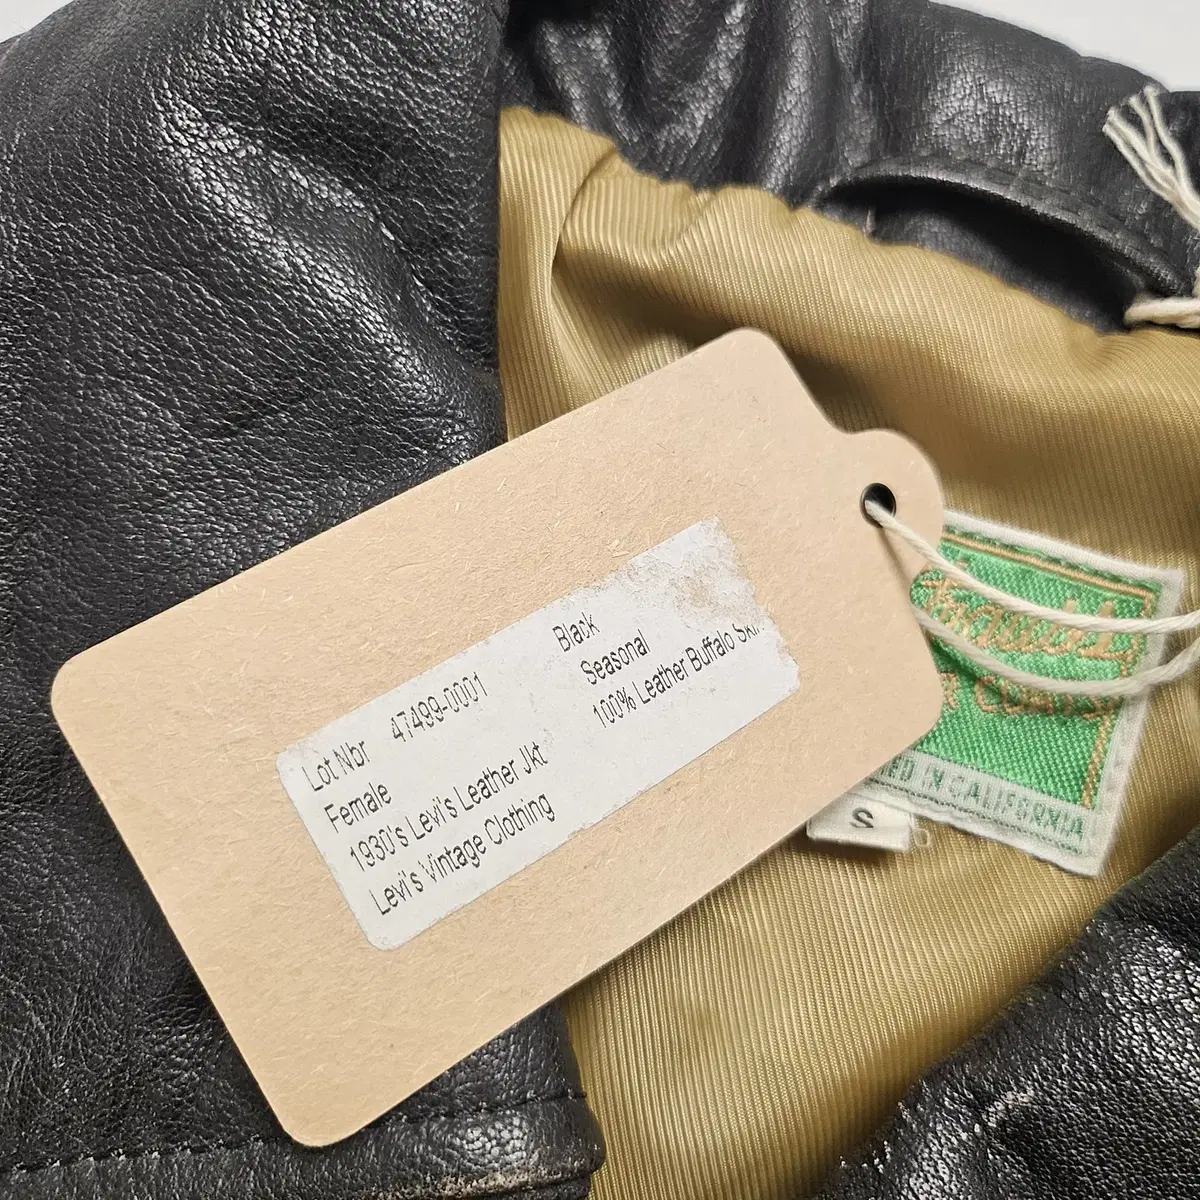 Lot Nbr 47499-0001
Female
1930's Levi's Leather Jkt
Levi's Vintage Clothing
Black
Seasonal
100% Leather Buffalo Skin
IN CALIFORNIA
S